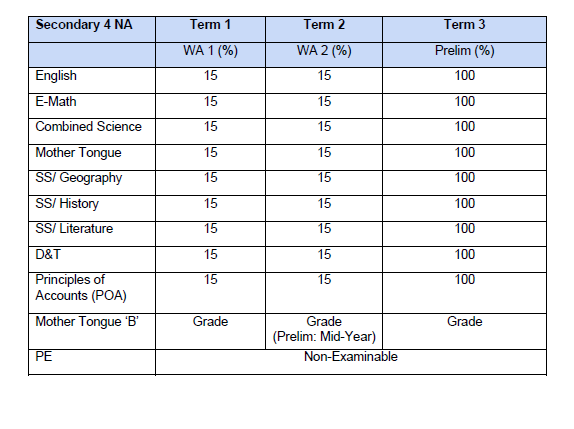 Secondary 4 NA Term 1 Term 2 Term 3
WA 1 (%) WA 2 (%) Prelim (%)
English 15 15 100
E-Math 15 15 100
Combined Science 15 15 100
Mother Tongue 15 15 100
SS/ Geography 15 15 100
SS/ History 15 15 100
SS/ Literature 15 15 100
D&T 15 15 100
Principles of 15 15 100
Accounts (POA)
Mother Tongue ‘B’ Grade Grade Grade
(Prelim: Mid-Year)
PE Non-Examinable